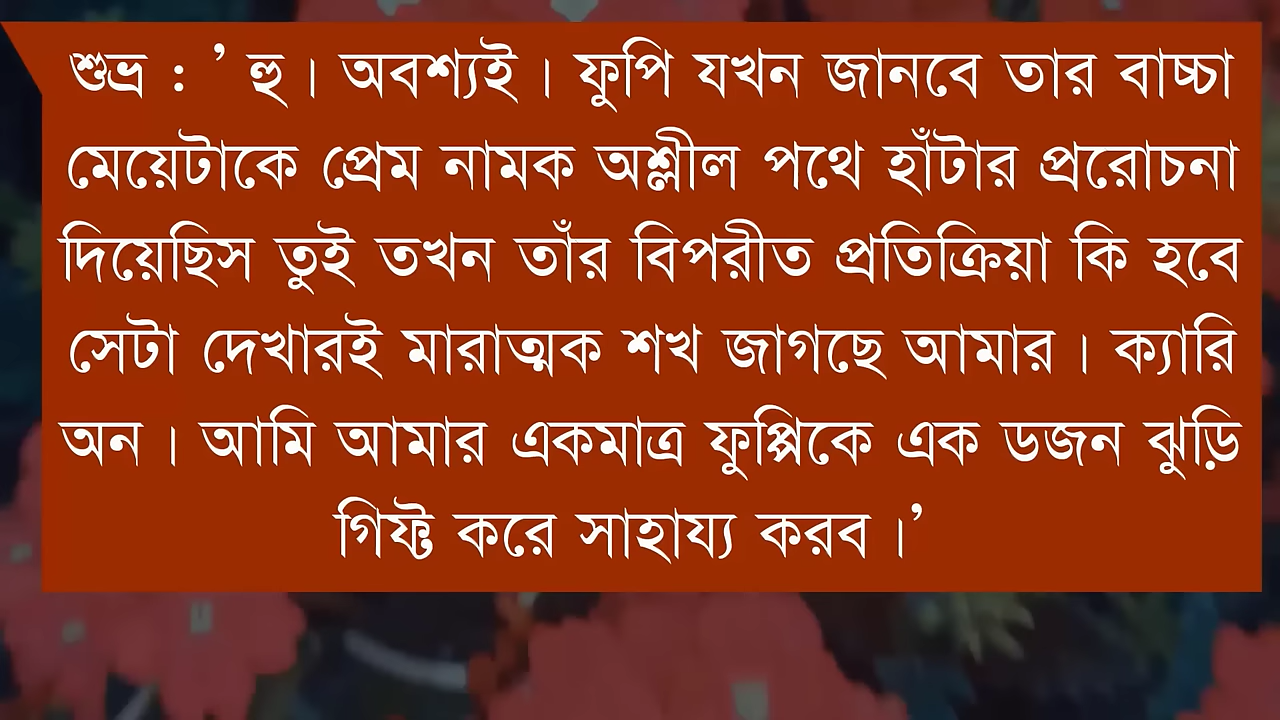 শুভ্র : ’ হু । অবশ্যই । ফুপি যখন জানবে তার বাচ্চা
মেয়েটাকে প্রেম নামক অশ্লীল পথে হাঁটার প্ররোচনা
দিয়েছিস তুই তখন তাঁর বিপরীত প্রতিক্রিয়া কি হবে
সেটা দেখারই মারাত্মক শখ জাগছে আমার । ক্যারি
অন । আমি আমার একমাত্র ফুপ্পিকে এক ডজন ঝুড়ি
গিফ্ট করে সাহায্য করব ।’